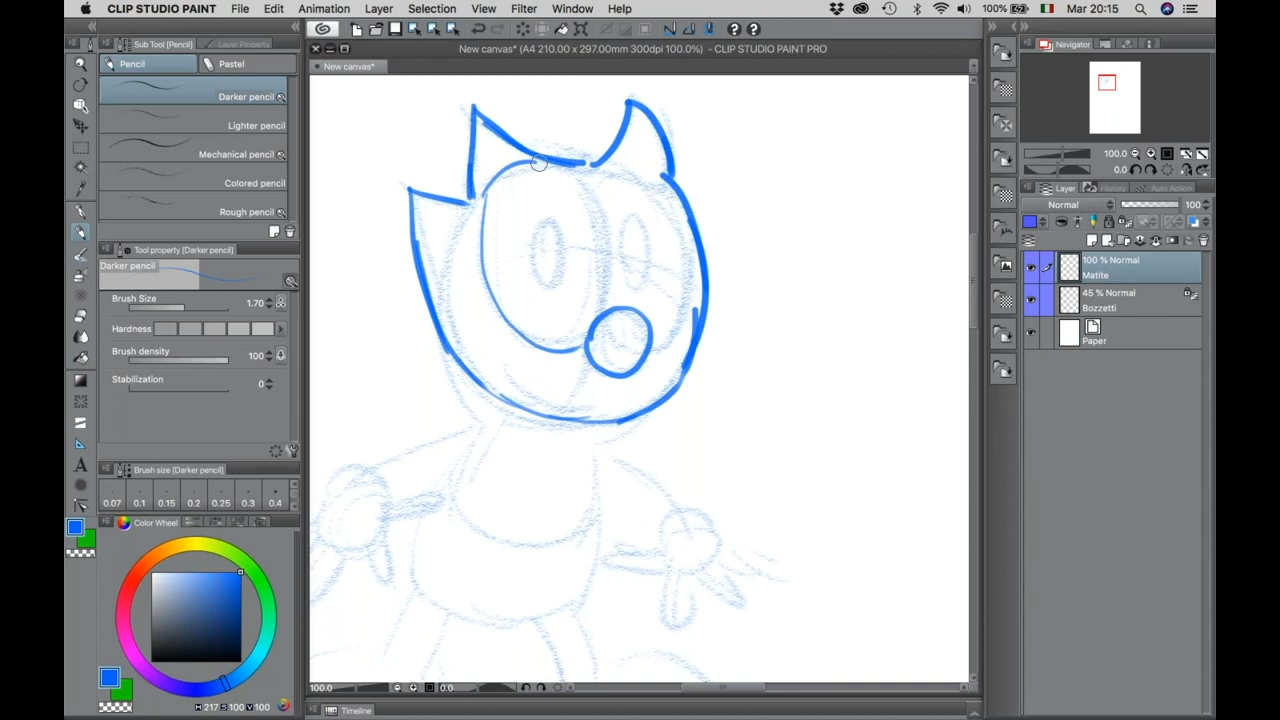 CLIP STUDIO PAINT File Edit Animation Layer Selection View Filter Window Help 100% Mar 20:15
New canvas* (A4 210.00 x 297.00mm 300dpi 100.0%) - CLIP STUDIO PAINT PRO
Sub Tool [Pencil] Layer Property
Pencil Pastel
New canvas*
Navigator
Darker pencil
Lighter pencil
Mechanical pencil
Colored pencil
Rough pencil
100.0
0.0
Layer History Auto Action
Normal 100
Tool property [Darker pencil]
Darker pencil
Brush Size 1.70
Hardness
Brush density 100
Stabilization 0
100 % Normal
Matite
45 % Normal
Bozzetti
Paper
Brush size [Darker pencil]
0.07 0.1 0.15 0.2 0.25 0.3 0.4
Color Wheel
H 217 S 100 V 100
100.0 0.0
Timeline